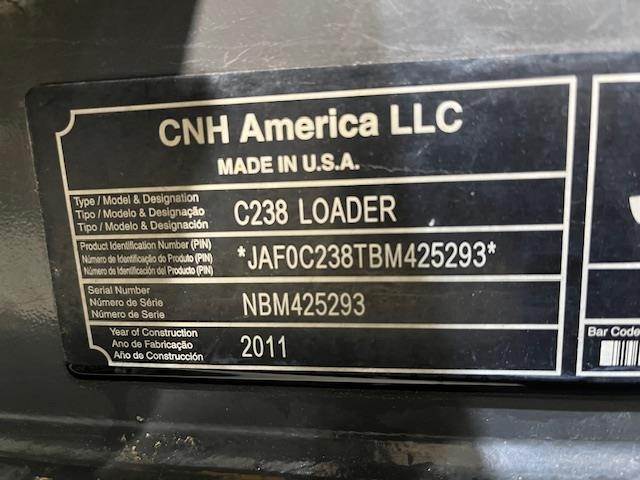 CNH America LLC
MADE IN U.S.A.
Type / Model & Designation
Tipo / Modelo & Designação
Tipo / Modelo & Designación
C238 LOADER
Product Identification Number (PIN)
Número de Identificação do Produto (PIN)
Número de Identificación del Producto (PIN)
*JAF0C238TBM425293*
Serial Number
Número de Série
Número de Serie
NBM425293
Year of Construction
Ano de Fabricação
Año de Construcción
2011
Bar Code